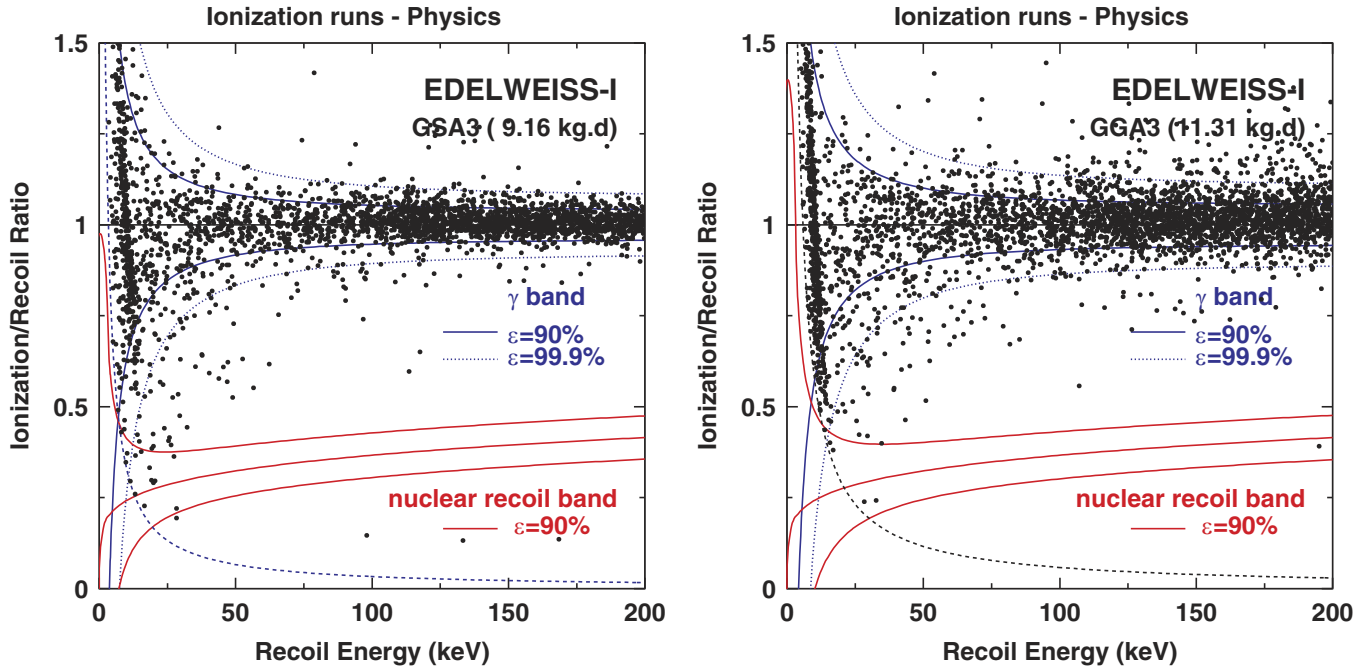 Ionization runs - Physics
1.5
EDELWEISS-I
GSA3 ( 9.16 kg.d)
Ionization/Recoil Ratio
1
γ band
ε=90%
ε=99.9%
0.5
nuclear recoil band
ε=90%
0
0 50 100 150 200
Recoil Energy (keV)
Ionization runs - Physics
1.5
EDELWEISS-I
GGA3 (11.31 kg.d)
Ionization/Recoil Ratio
1
γ band
ε=90%
ε=99.9%
0.5
nuclear recoil band
ε=90%
0
0 50 100 150 200
Recoil Energy (keV)